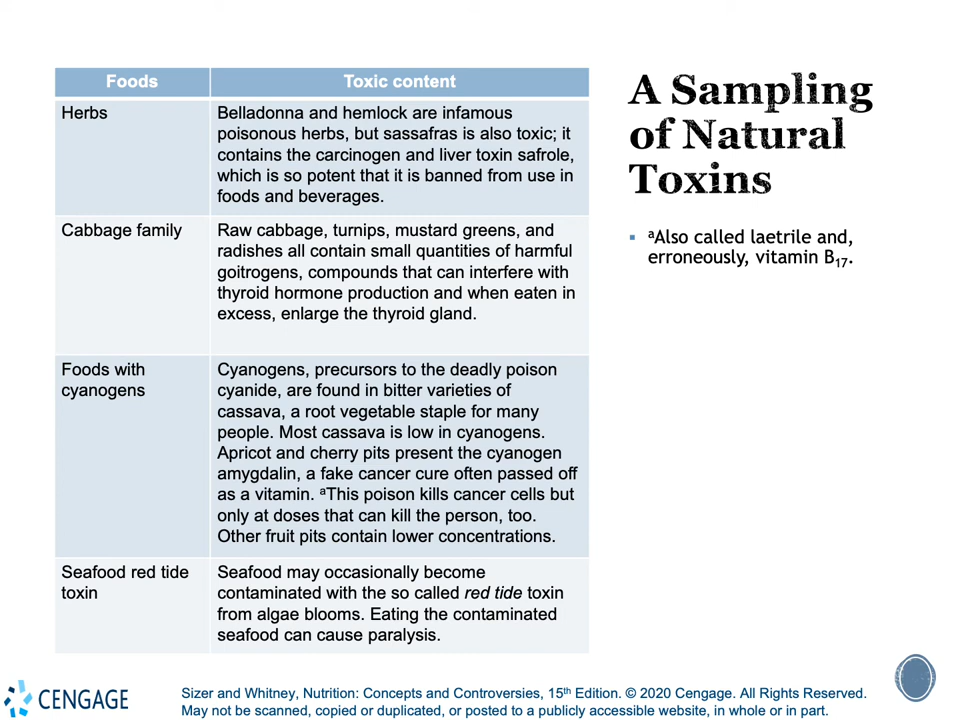 Foods
Toxic content
Herbs
Belladonna and hemlock are infamous
poisonous herbs, but sassafras is also toxic; it
contains the carcinogen and liver toxin safrole,
which is so potent that it is banned from use in
foods and beverages.
Cabbage family
Raw cabbage, turnips, mustard greens, and
radishes all contain small quantities of harmful
goitrogens, compounds that can interfere with
thyroid hormone production and when eaten in
excess, enlarge the thyroid gland.
Foods with
cyanogens
Cyanogens, precursors to the deadly poison
cyanide, are found in bitter varieties of
cassava, a root vegetable staple for many
people. Most cassava is low in cyanogens.
Apricot and cherry pits present the cyanogen
amygdalin, a fake cancer cure often passed off
as a vitamin. ᵃThis poison kills cancer cells but
only at doses that can kill the person, too.
Other fruit pits contain lower concentrations.
Seafood red tide
toxin
Seafood may occasionally become
contaminated with the so called red tide toxin
from algae blooms. Eating the contaminated
seafood can cause paralysis.
A Sampling
of Natural
Toxins
▪ ᵃAlso called laetrile and,
erroneously, vitamin B₁₇.
CENGAGE
Sizer and Whitney, Nutrition: Concepts and Controversies, 15ᵗʰ Edition. © 2020 Cengage. All Rights Reserved.
May not be scanned, copied or duplicated, or posted to a publicly accessible website, in whole or in part.